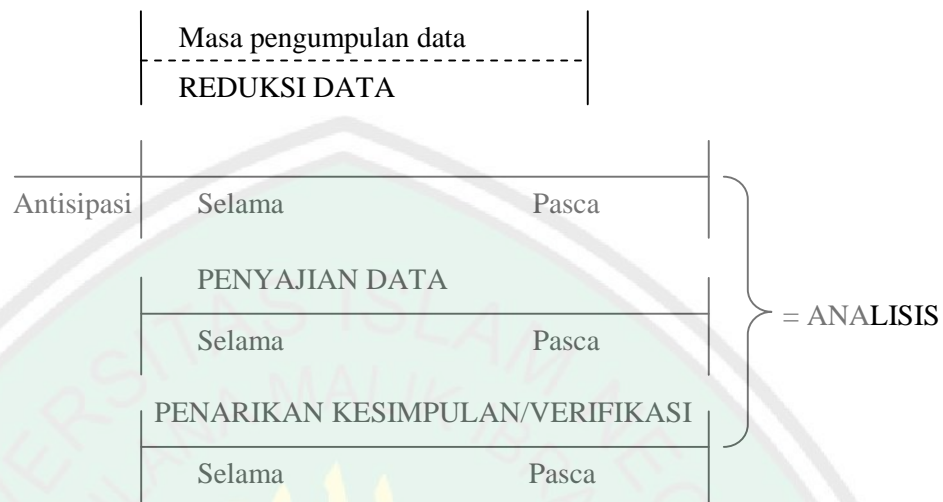 Masa pengumpulan data
REDUKSI DATA
Antisipasi Selama Pasca
PENYAJIAN DATA
= ANALISIS
Selama Pasca
PENARIKAN KESIMPULAN/VERIFIKASI
Selama Pasca